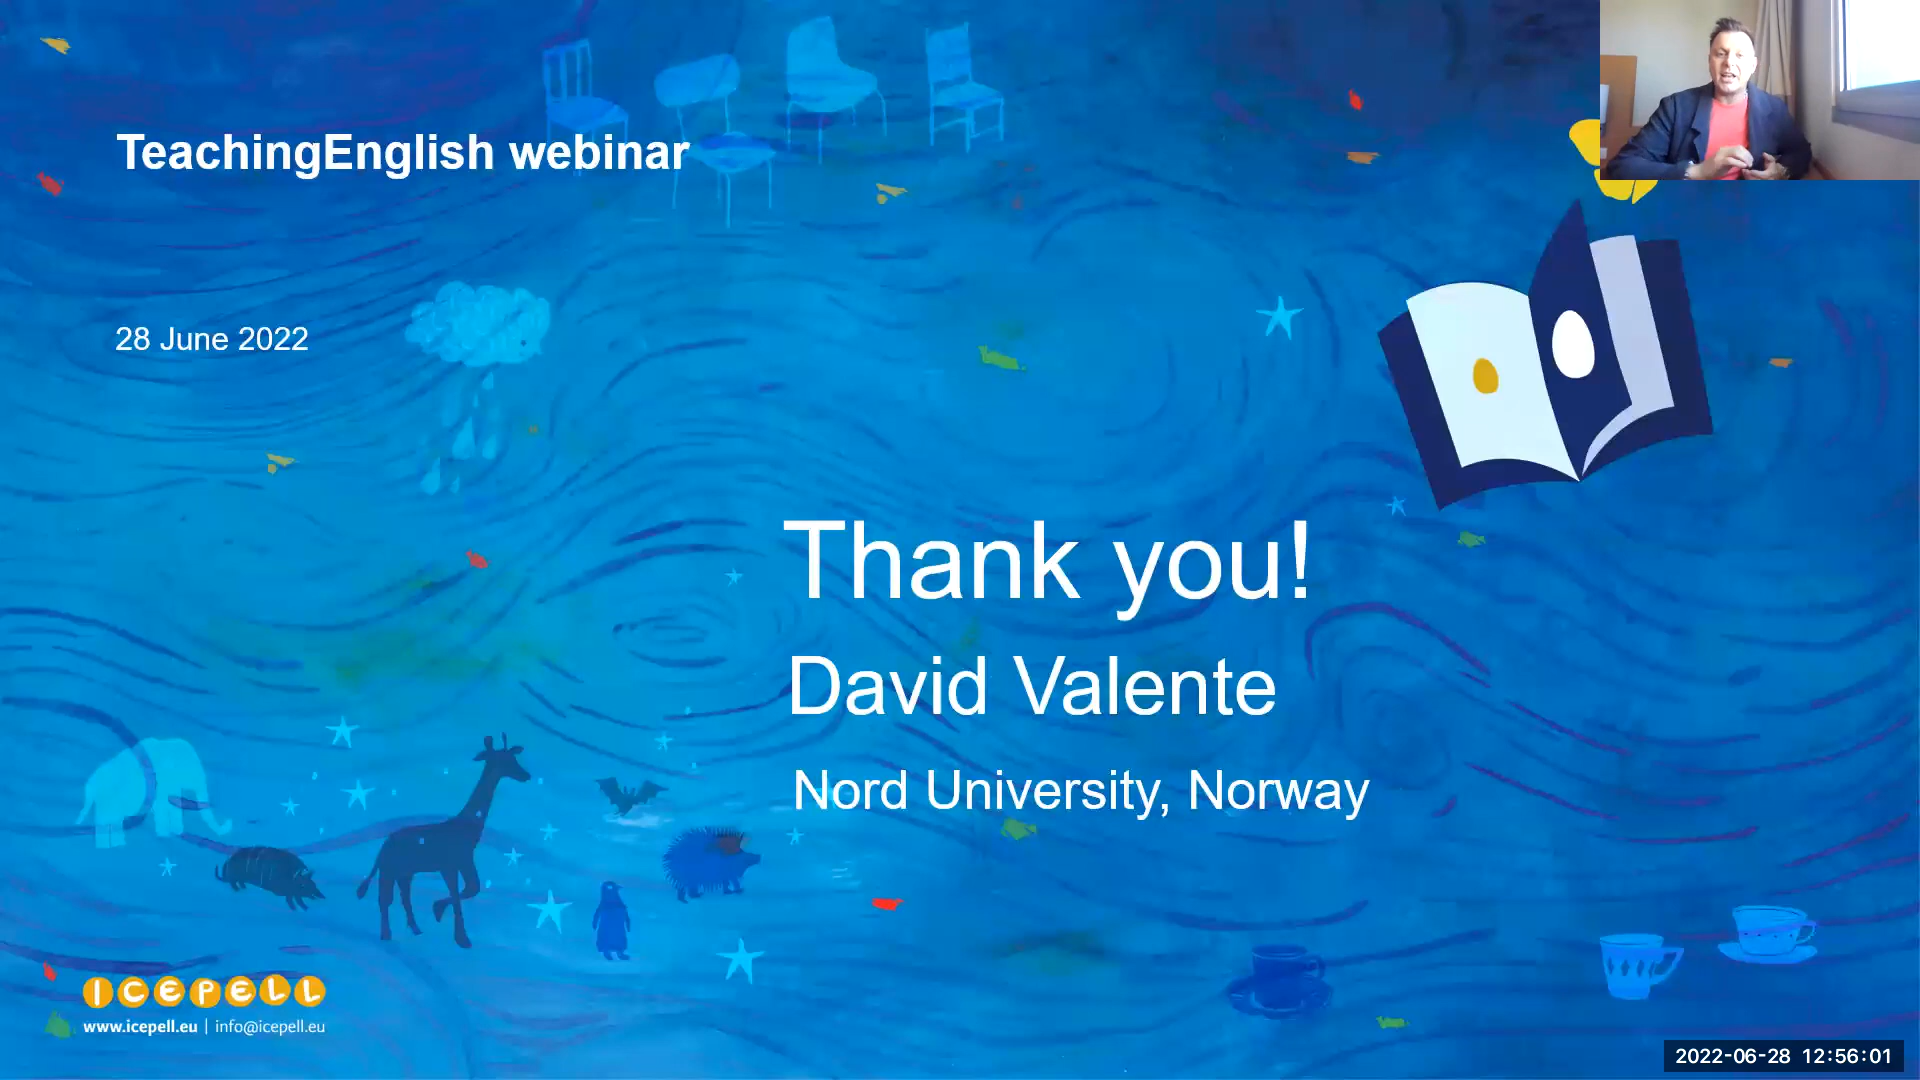 TeachingEnglish webinar
28 June 2022
Thank you!
David Valente
Nord University, Norway
ICEPELL
www.icepell.eu | info@icepell.eu
2022-06-28 12:56:01